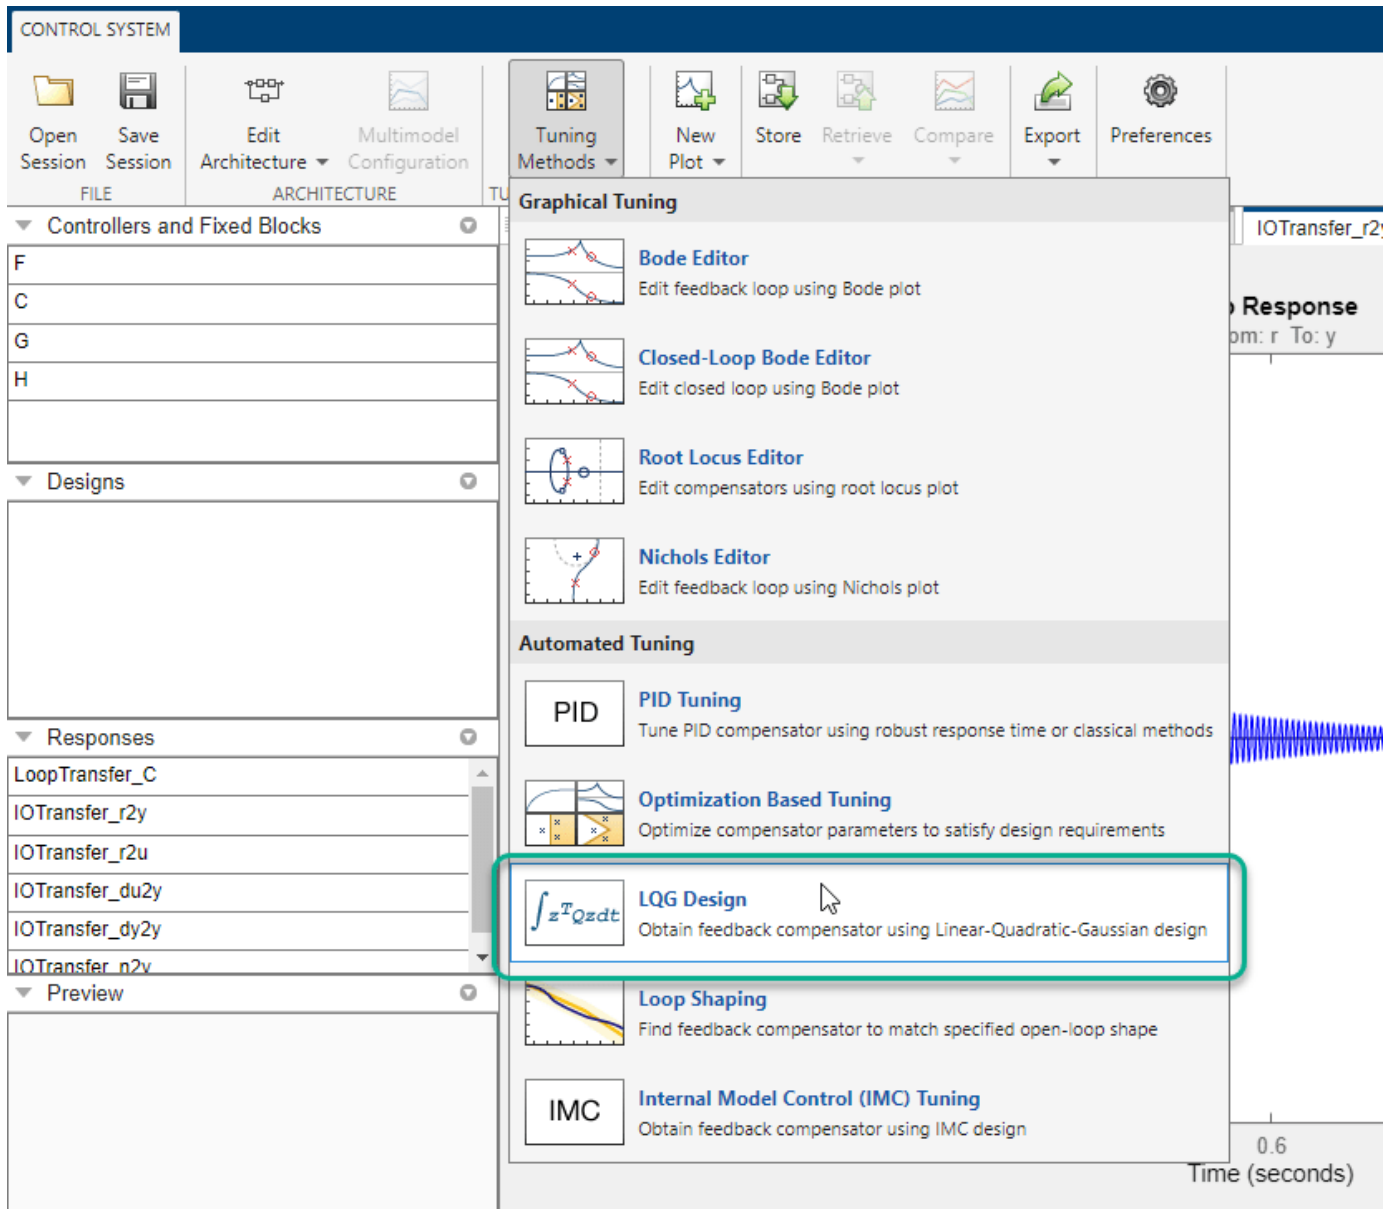 CONTROL SYSTEM
Open Session
Save Session
Edit Architecture
Multimodel Configuration
Tuning Methods
New Plot
Store
Retrieve
Compare
Export
Preferences
FILE
ARCHITECTURE
TU
Controllers and Fixed Blocks
F
C
G
H
Designs
Responses
LoopTransfer_C
IOTransfer_r2y
IOTransfer_r2u
IOTransfer_du2y
IOTransfer_dy2y
IOTransfer_n2y
Preview
Graphical Tuning
Bode Editor
Edit feedback loop using Bode plot
Closed-Loop Bode Editor
Edit closed loop using Bode plot
Root Locus Editor
Edit compensators using root locus plot
Nichols Editor
Edit feedback loop using Nichols plot
Automated Tuning
PID
PID Tuning
Tune PID compensator using robust response time or classical methods
Optimization Based Tuning
Optimize compensator parameters to satisfy design requirements
∫zᵀQzdt
LQG Design
Obtain feedback compensator using Linear-Quadratic-Gaussian design
Loop Shaping
Find feedback compensator to match specified open-loop shape
IMC
Internal Model Control (IMC) Tuning
Obtain feedback compensator using IMC design
IOTransfer_r2y
Response
om: r To: y
0.6
Time (seconds)